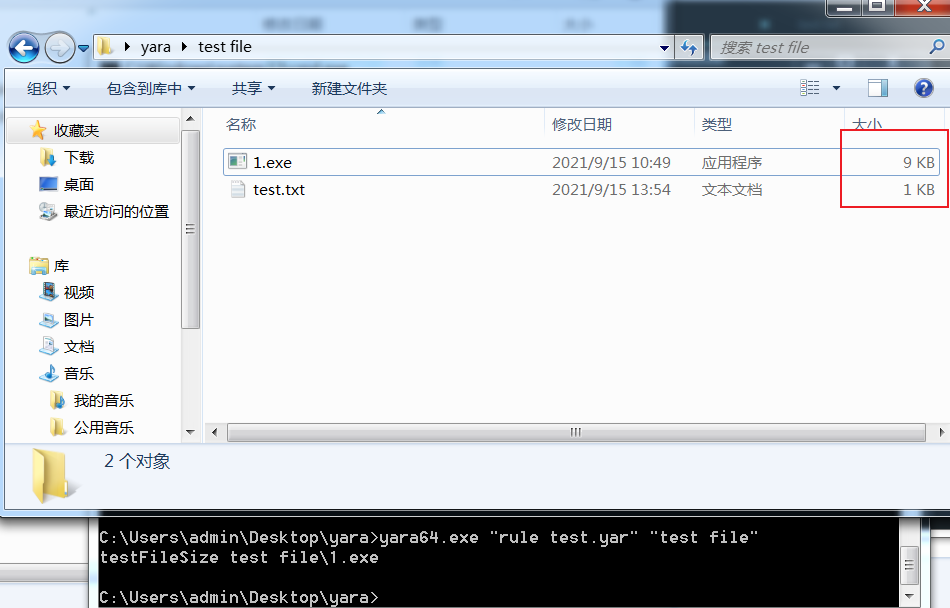 yara test file
搜索 test file
组织 包含到库中 共享 新建文件夹
名称 修改日期 类型 大小
收藏夹
下载
桌面
最近访问的位置
库
视频
图片
文档
音乐
我的音乐
公用音乐
1.exe 2021/9/15 10:49 应用程序 9 KB
test.txt 2021/9/15 13:54 文本文档 1 KB
2 个对象
C:\Users\admin\Desktop\yara>yara64.exe "rule test.yar" "test file"
testFileSize test file\1.exe
C:\Users\admin\Desktop\yara>